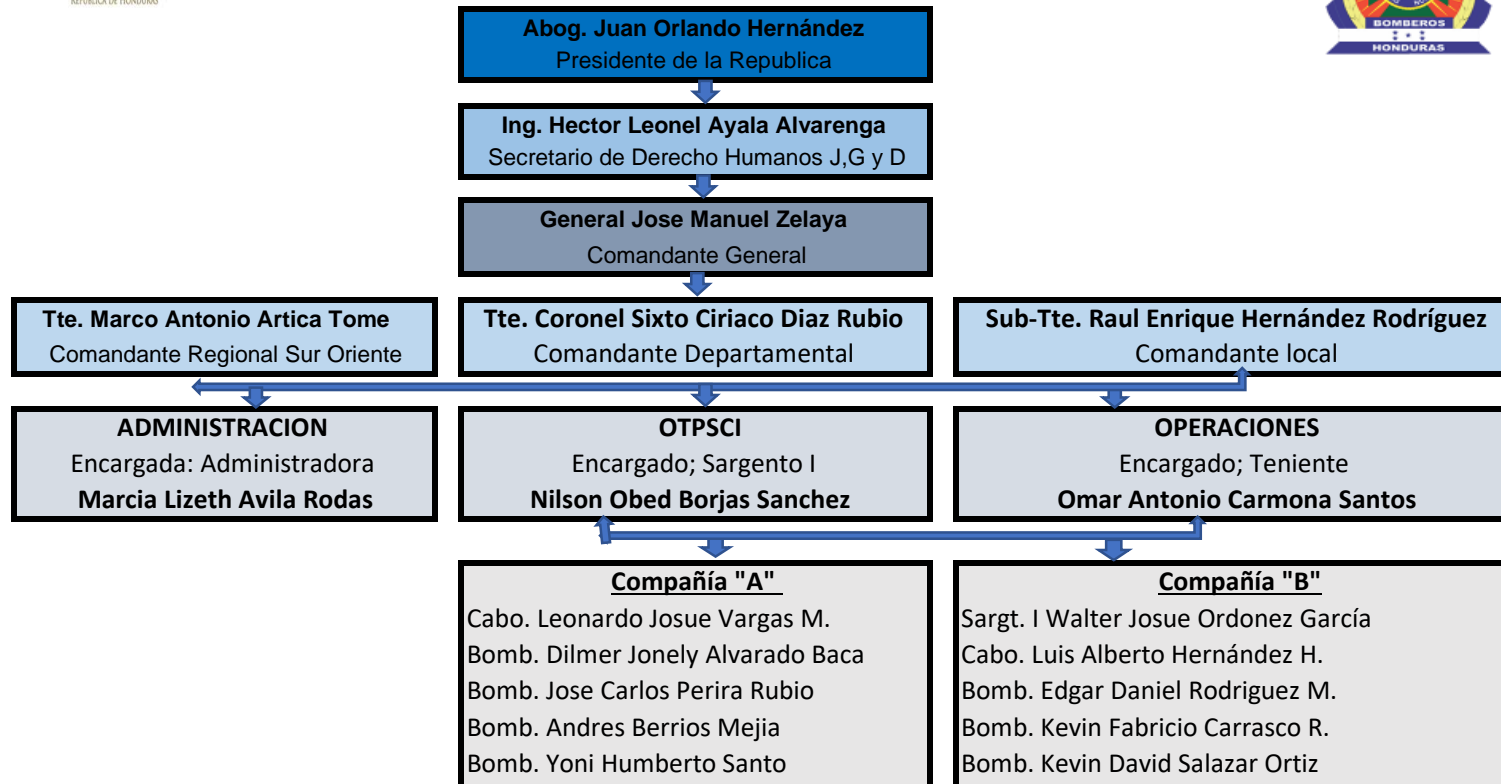 REPUBLICA DE HONDURAS
BOMBEROS
HONDURAS
Abog. Juan Orlando Hernández
Presidente de la Republica
Ing. Hector Leonel Ayala Alvarenga
Secretario de Derecho Humanos J,G y D
General Jose Manuel Zelaya
Comandante General
Tte. Marco Antonio Artica Tome
Comandante Regional Sur Oriente
Tte. Coronel Sixto Ciriaco Diaz Rubio
Comandante Departamental
Sub-Tte. Raul Enrique Hernández Rodríguez
Comandante local
ADMINISTRACION
Encargada: Administradora
Marcia Lizeth Avila Rodas
OTPSCI
Encargado; Sargento I
Nilson Obed Borjas Sanchez
OPERACIONES
Encargado; Teniente
Omar Antonio Carmona Santos
Compañía "A"
Cabo. Leonardo Josue Vargas M.
Bomb. Dilmer Jonely Alvarado Baca
Bomb. Jose Carlos Perira Rubio
Bomb. Andres Berrios Mejia
Bomb. Yoni Humberto Santo
Compañía "B"
Sargt. I Walter Josue Ordonez García
Cabo. Luis Alberto Hernández H.
Bomb. Edgar Daniel Rodriguez M.
Bomb. Kevin Fabricio Carrasco R.
Bomb. Kevin David Salazar Ortiz